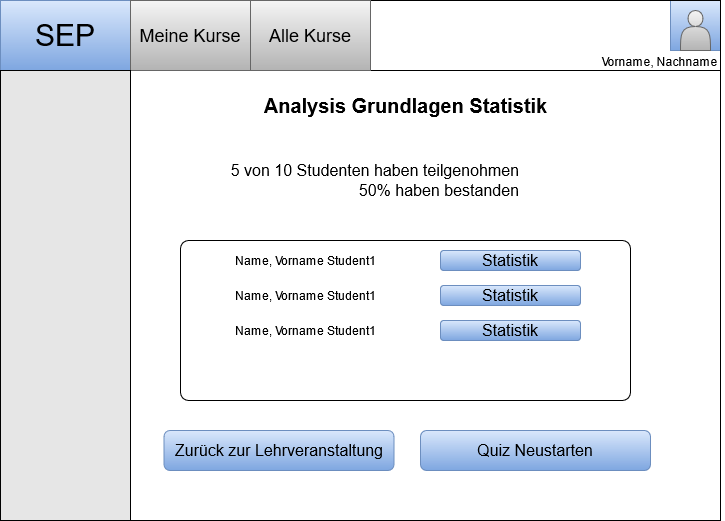 SEP
Meine Kurse
Alle Kurse
Vorname, Nachname
Analysis Grundlagen Statistik
5 von 10 Studenten haben teilgenohmen
50% haben bestanden
Name, Vorname Student1
Statistik
Name, Vorname Student1
Statistik
Name, Vorname Student1
Statistik
Zurück zur Lehrveranstaltung
Quiz Neustarten